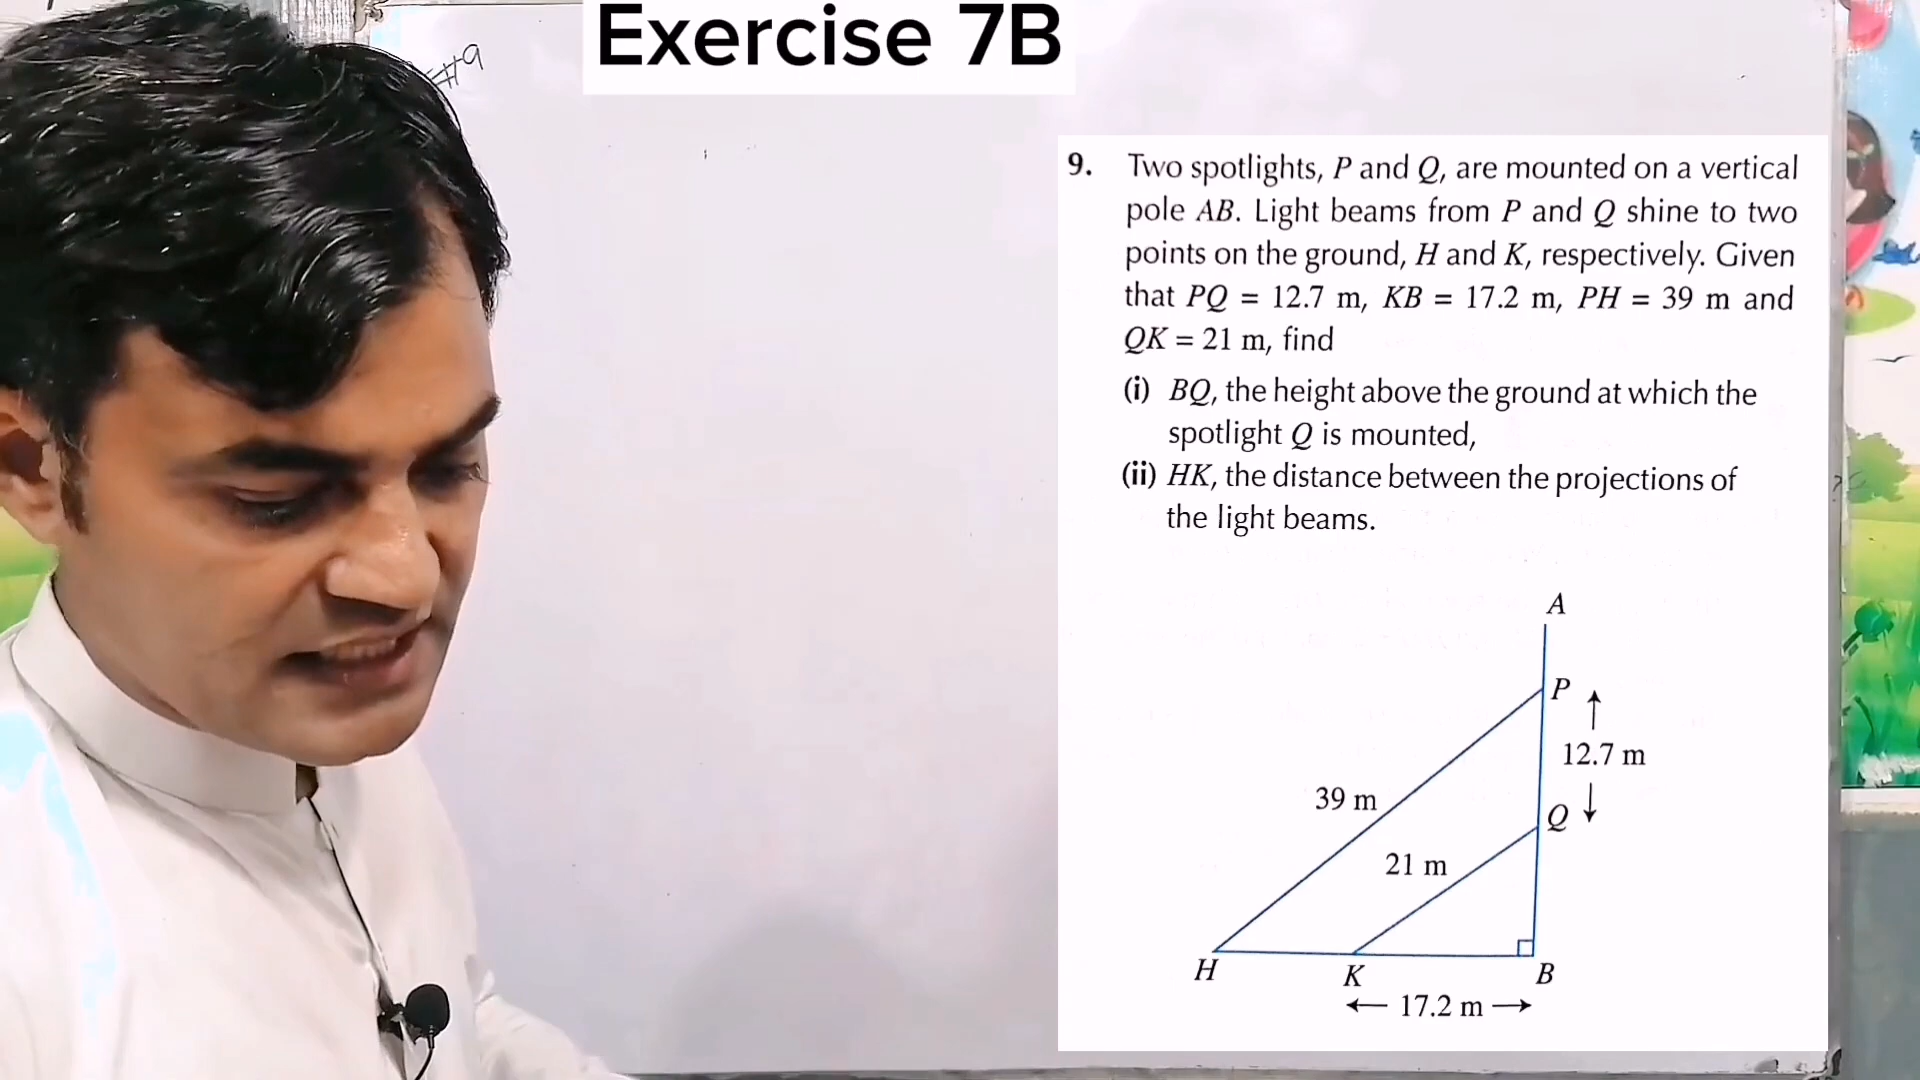 Exercise 7B
#9
9. Two spotlights, P and Q, are mounted on a vertical
pole AB. Light beams from P and Q shine to two
points on the ground, H and K, respectively. Given
that PQ = 12.7 m, KB = 17.2 m, PH = 39 m and
QK = 21 m, find
(i) BQ, the height above the ground at which the
spotlight Q is mounted,
(ii) HK, the distance between the projections of
the light beams.
A
P
12.7 m
39 m
Q
21 m
H
K
B
17.2 m